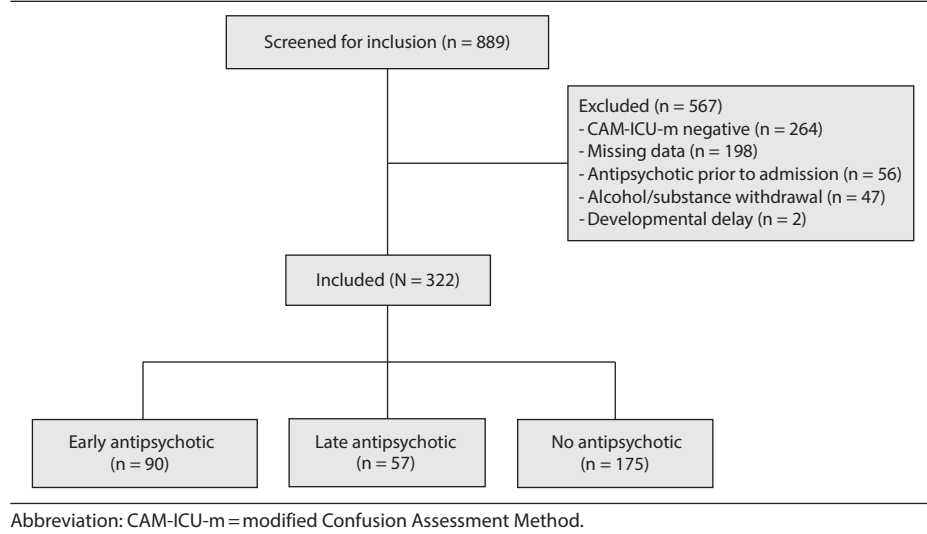 Screened for inclusion (n = 889)
Excluded (n = 567)
- CAM-ICU-m negative (n = 264)
- Missing data (n = 198)
- Antipsychotic prior to admission (n = 56)
- Alcohol/substance withdrawal (n = 47)
- Developmental delay (n = 2)
Included (N = 322)
Early antipsychotic
(n = 90)
Late antipsychotic
(n = 57)
No antipsychotic
(n = 175)
Abbreviation: CAM-ICU-m = modified Confusion Assessment Method.